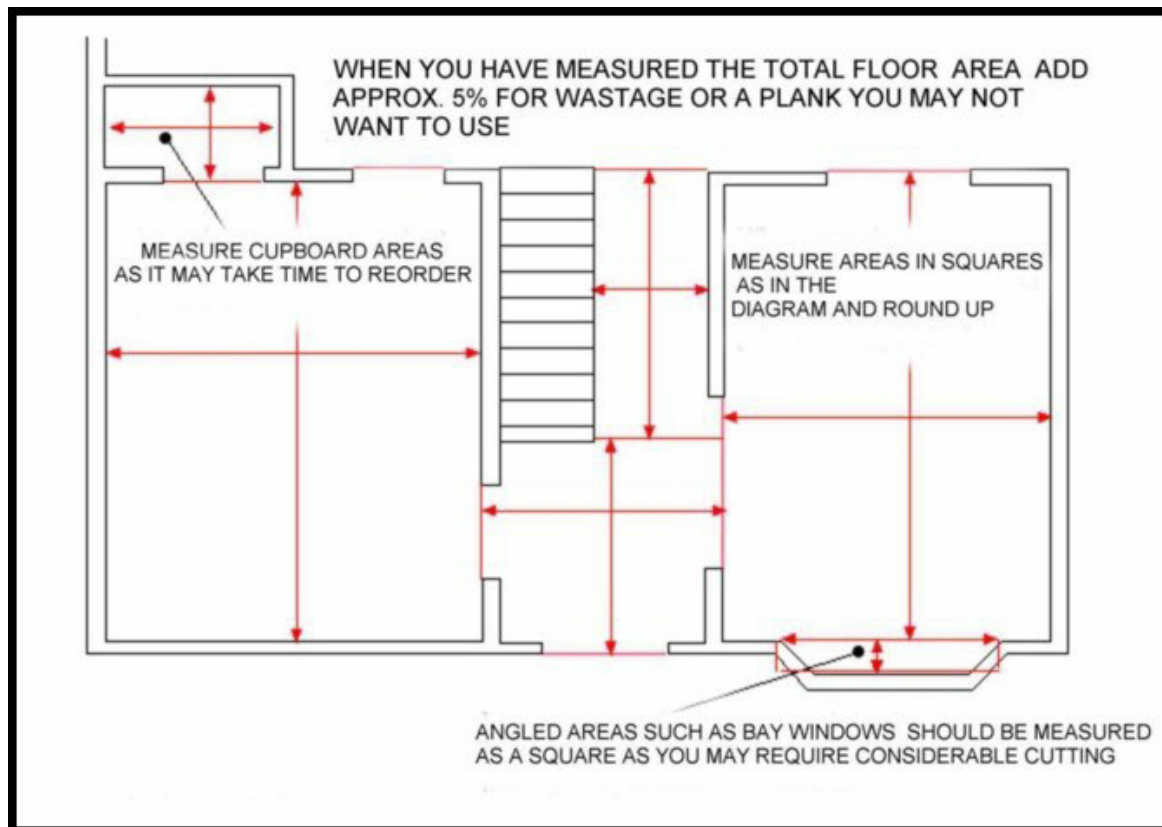 WHEN YOU HAVE MEASURED THE TOTAL FLOOR AREA ADD
APPROX. 5% FOR WASTAGE OR A PLANK YOU MAY NOT
WANT TO USE
MEASURE CUPBOARD AREAS
AS IT MAY TAKE TIME TO REORDER
MEASURE AREAS IN SQUARES
AS IN THE
DIAGRAM AND ROUND UP
ANGLED AREAS SUCH AS BAY WINDOWS SHOULD BE MEASURED
AS A SQUARE AS YOU MAY REQUIRE CONSIDERABLE CUTTING